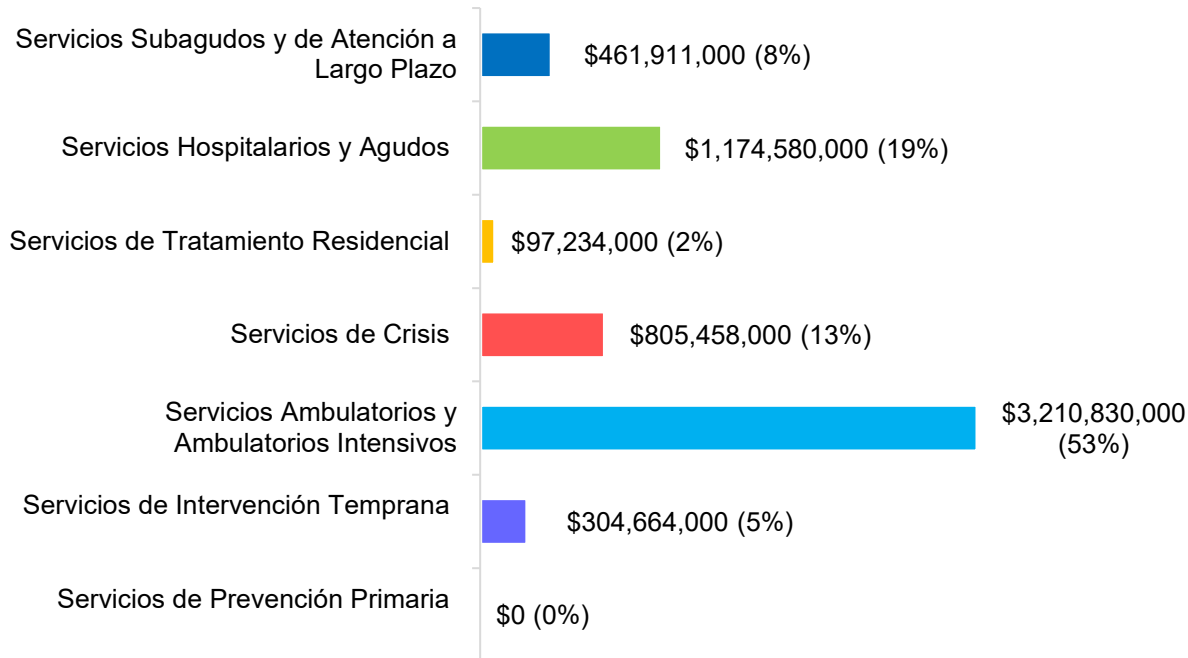 Servicios Subagudos y de Atención a
Largo Plazo
$461,911,000 (8%)
Servicios Hospitalarios y Agudos
$1,174,580,000 (19%)
Servicios de Tratamiento Residencial
$97,234,000 (2%)
Servicios de Crisis
$805,458,000 (13%)
Servicios Ambulatorios y
Ambulatorios Intensivos
$3,210,830,000
(53%)
Servicios de Intervención Temprana
$304,664,000 (5%)
Servicios de Prevención Primaria
$0 (0%)